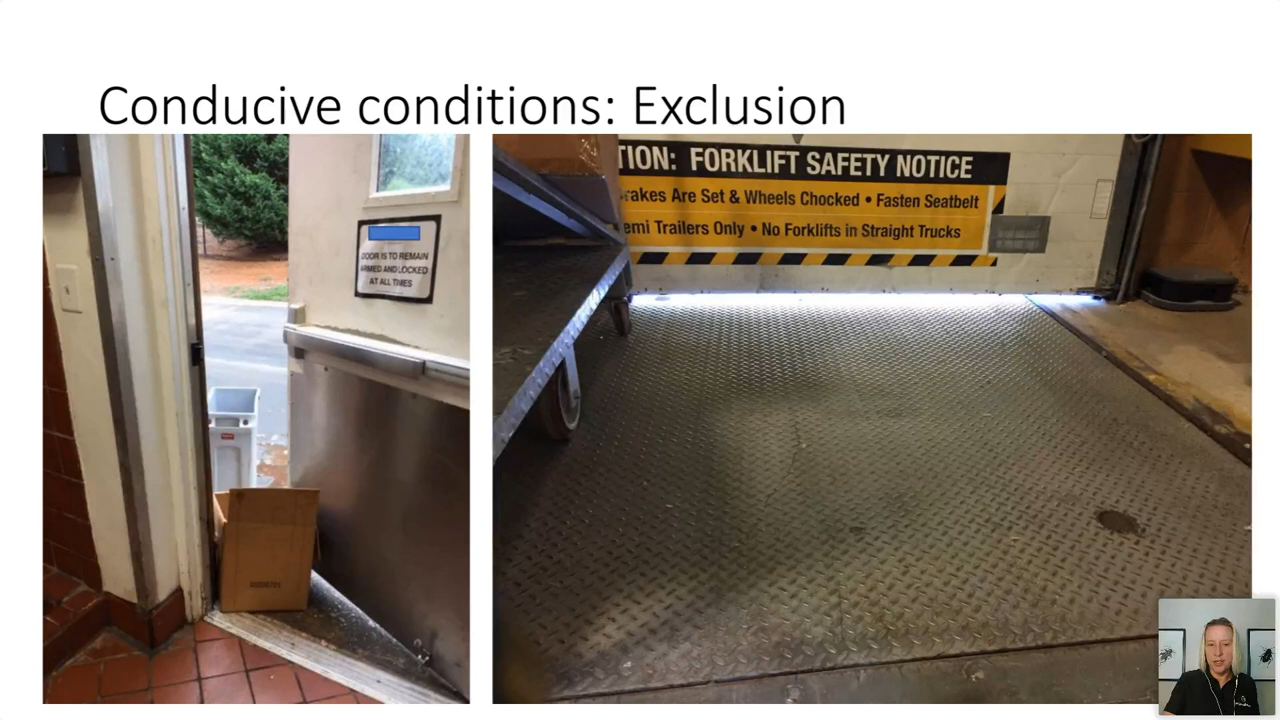 Conducive conditions: Exclusion
DOOR IS TO REMAIN
ARMED AND LOCKED
AT ALL TIMES
TION: FORKLIFT SAFETY NOTICE
rakes Are Set & Wheels Chocked • Fasten Seatbelt
emi Trailers Only • No Forklifts in Straight Trucks